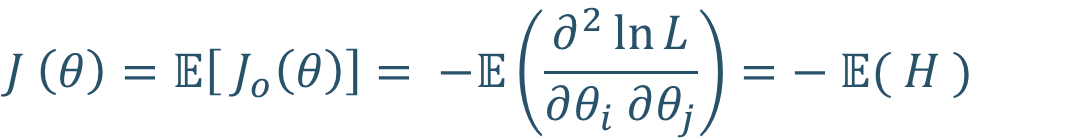 J (θ) = 𝔼[J_o(θ)] = −𝔼(∂² ln L / ∂θ_i ∂θ_j) = − 𝔼( H )